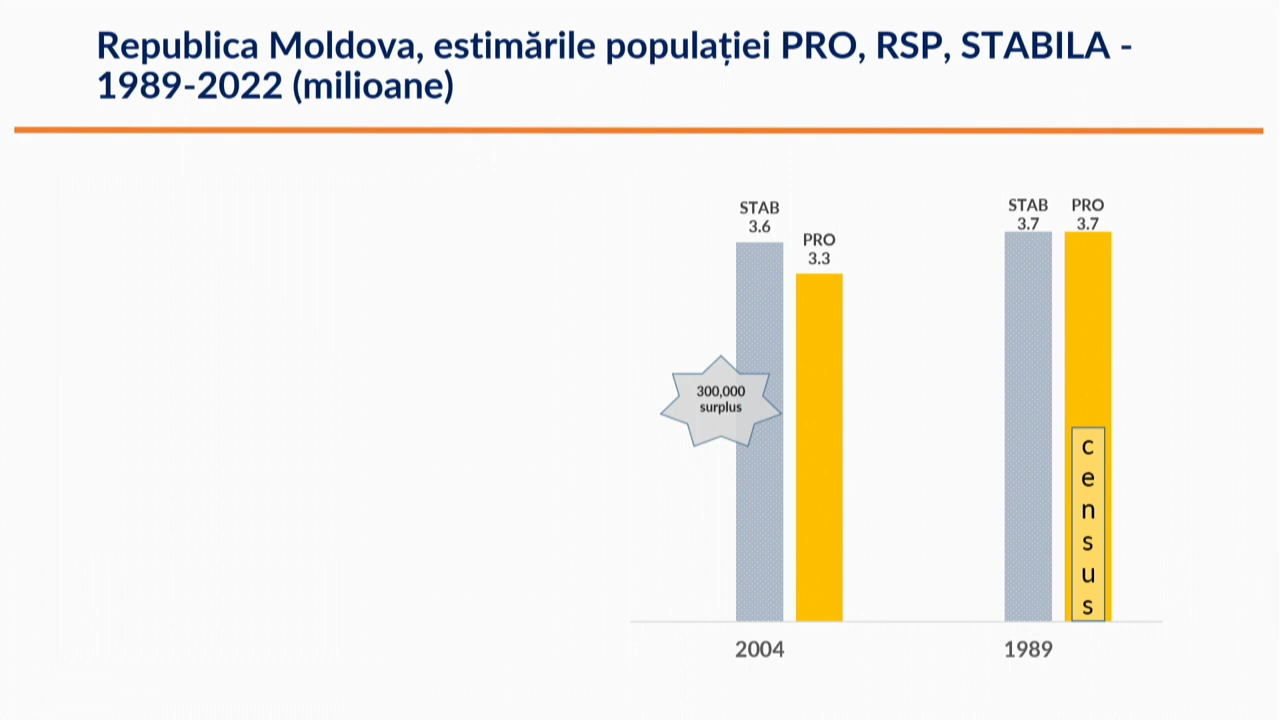 Republica Moldova, estimările populației PRO, RSP, STABILA -
1989-2022 (milioane)
STAB
3.6
PRO
3.3
STAB
3.7
PRO
3.7
300,000
surplus
c
e
n
s
u
s
2004
1989